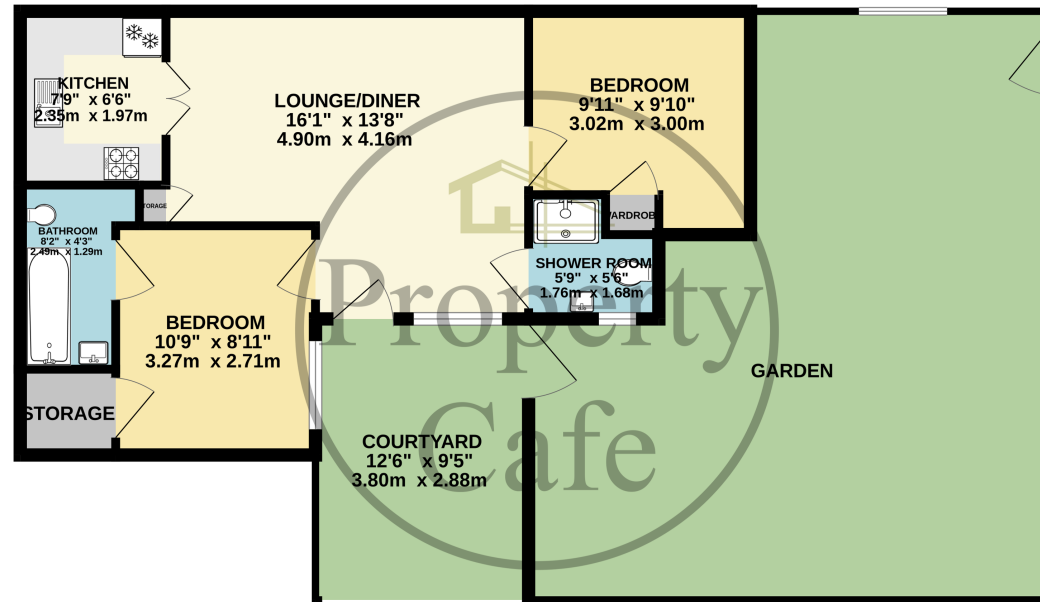 KITCHEN
7'9" x 6'6"
2.35m x 1.97m
LOUNGE/DINER
16'1" x 13'8"
4.90m x 4.16m
BEDROOM
9'11" x 9'10"
3.02m x 3.00m
STORAGE
WARDROBE
BATHROOM
8'2" x 4'3"
2.49m x 1.29m
SHOWER ROOM
5'9" x 5'6"
1.76m x 1.68m
BEDROOM
10'9" x 8'11"
3.27m x 2.71m
GARDEN
STORAGE
COURTYARD
12'6" x 9'5"
3.80m x 2.88m
Property
Cafe